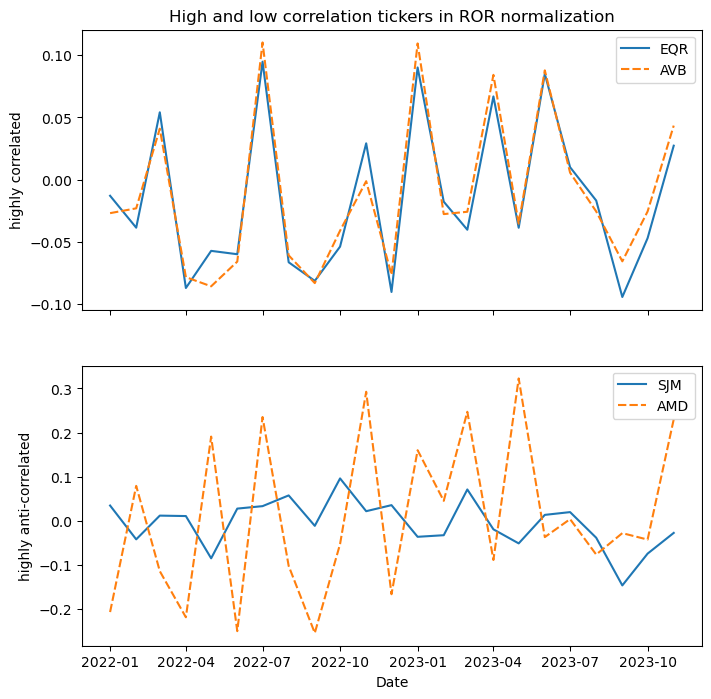 High and low correlation tickers in ROR normalization
EQR
AVB
highly correlated
0.10
0.05
0.00
−0.05
−0.10
SJM
AMD
highly anti-correlated
0.3
0.2
0.1
0.0
−0.1
−0.2
2022-01 2022-04 2022-07 2022-10 2023-01 2023-04 2023-07 2023-10
Date